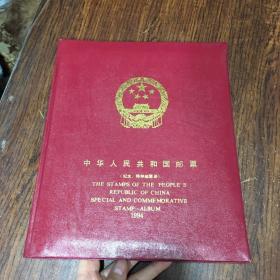 中华人民共和国邮票
(纪念、特种邮票册)
THE STAMPS OF THE PEOPLE'S
REPUBLIC OF CHINA
SPECIAL AND COMMEMORATIVE
STAMP-ALBUM
1994